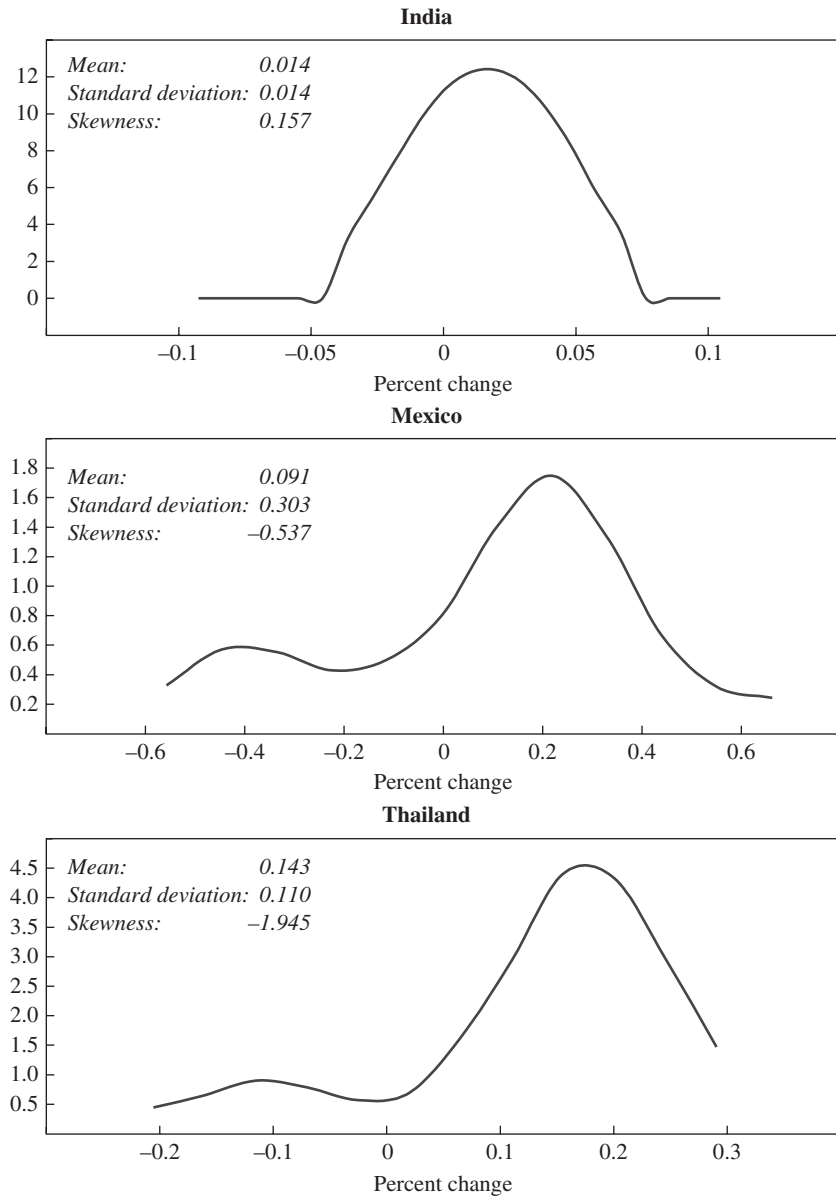 India
Mean: 0.014
Standard deviation: 0.014
Skewness: 0.157
12
10
8
6
4
2
0
–0.1 –0.05 0 0.05 0.1
Percent change
Mexico
Mean: 0.091
Standard deviation: 0.303
Skewness: –0.537
1.8
1.6
1.4
1.2
1.0
0.8
0.6
0.4
0.2
–0.6 –0.4 –0.2 0 0.2 0.4 0.6
Percent change
Thailand
Mean: 0.143
Standard deviation: 0.110
Skewness: –1.945
4.5
4.0
3.5
3.0
2.5
2.0
1.5
1.0
0.5
–0.2 –0.1 0 0.1 0.2 0.3
Percent change